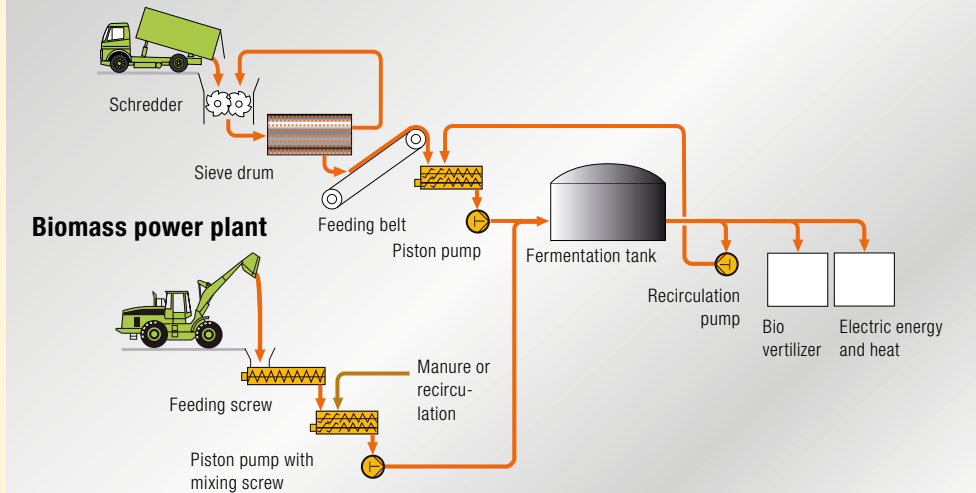 Schredder
Sieve drum
Feeding belt
Biomass power plant
Piston pump
Fermentation tank
Recirculation
pump
Bio
vertilizer
Electric energy
and heat
Manure or
recircu-
lation
Feeding screw
Piston pump with
mixing screw